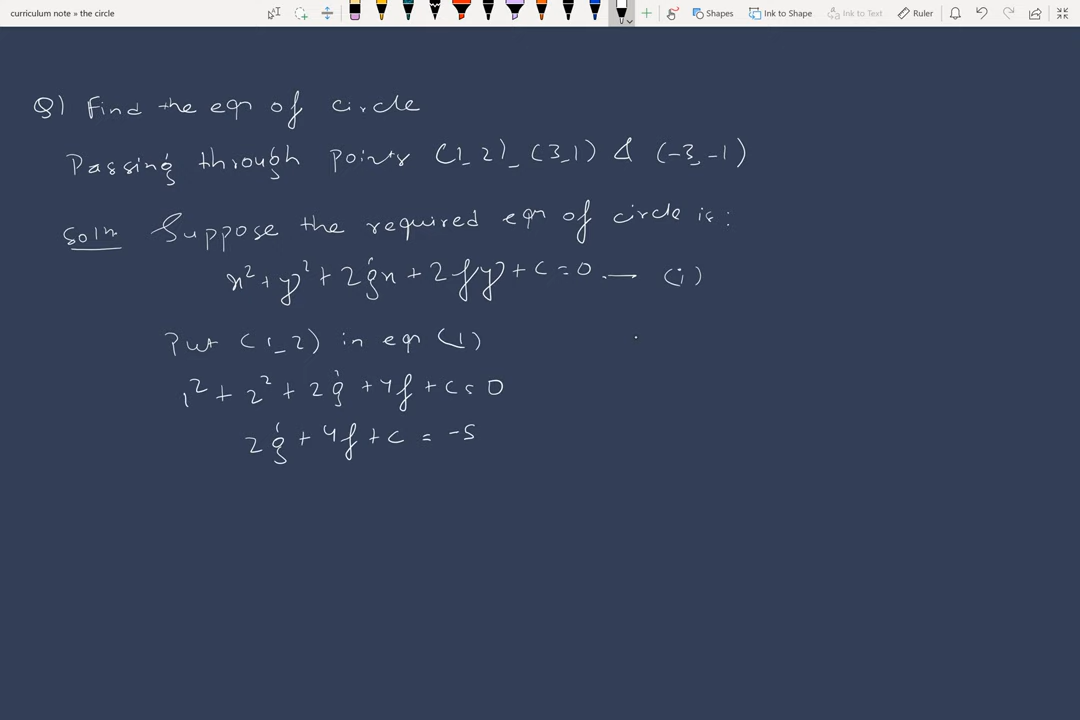 curriculum note » the circle
Shapes Ink to Shape Ink to Text Ruler
Q) Find the eqn of circle
Passing through points (1, 2), (3, 1) & (-3, -1)
Soln Suppose the required eqn of circle is:
x² + y² + 2gx + 2fy + c = 0. — (i)
Put (1, 2) in eqn (1)
1² + 2² + 2g + 4f + c = 0
2g + 4f + c = -5